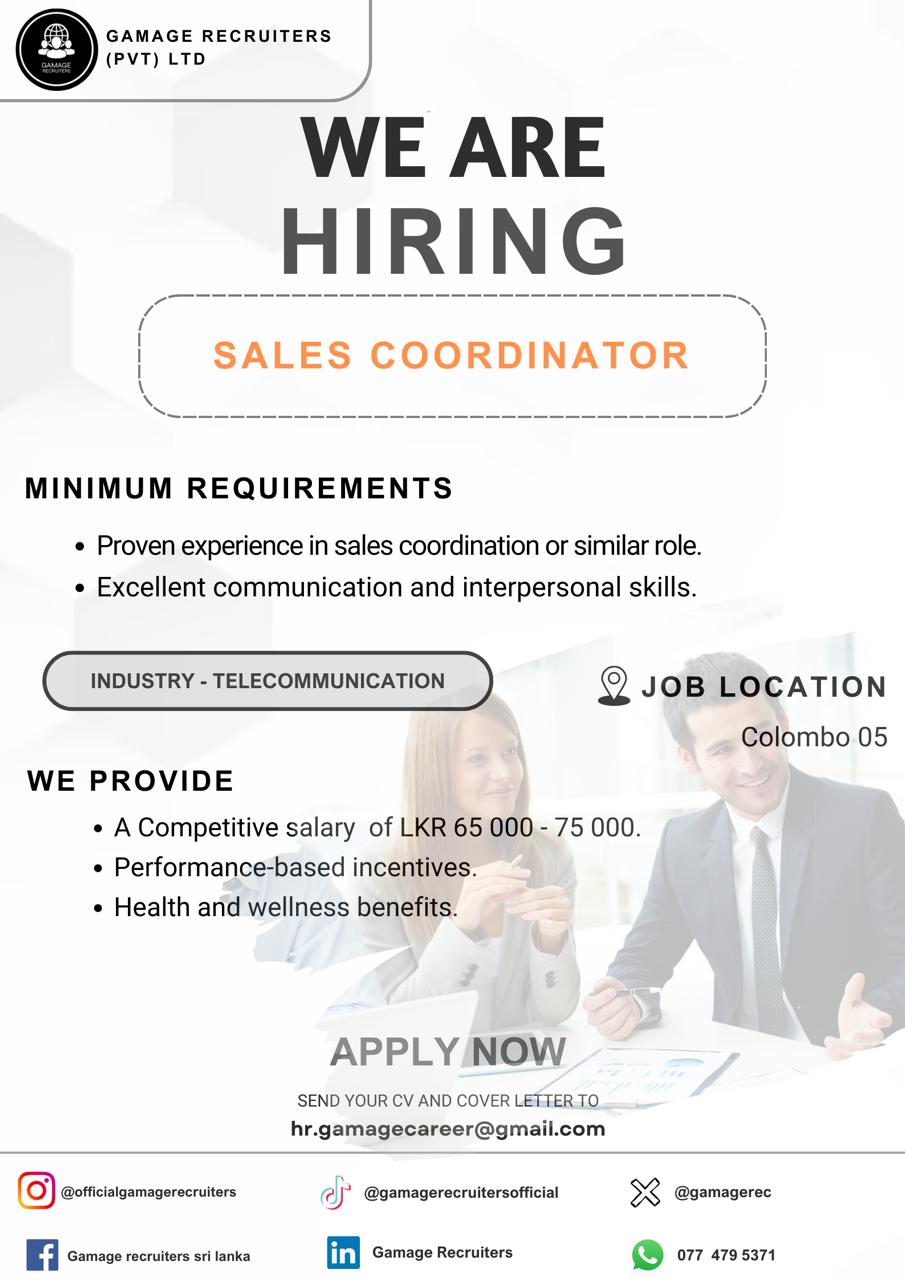 GAMAGE
RECRUITERS
GAMAGE RECRUITERS
(PVT) LTD
WE ARE
HIRING
SALES COORDINATOR
MINIMUM REQUIREMENTS
• Proven experience in sales coordination or similar role.
• Excellent communication and interpersonal skills.
INDUSTRY - TELECOMMUNICATION
JOB LOCATION
Colombo 05
WE PROVIDE
• A Competitive salary  of LKR 65 000 - 75 000.
• Performance-based incentives.
• Health and wellness benefits.
APPLY NOW
SEND YOUR CV AND COVER LETTER TO
hr.gamagecareer@gmail.com
@officialgamagerecruiters
@gamagerecruitersofficial
@gamagerec
Gamage recruiters sri lanka
Gamage Recruiters
077  479 5371